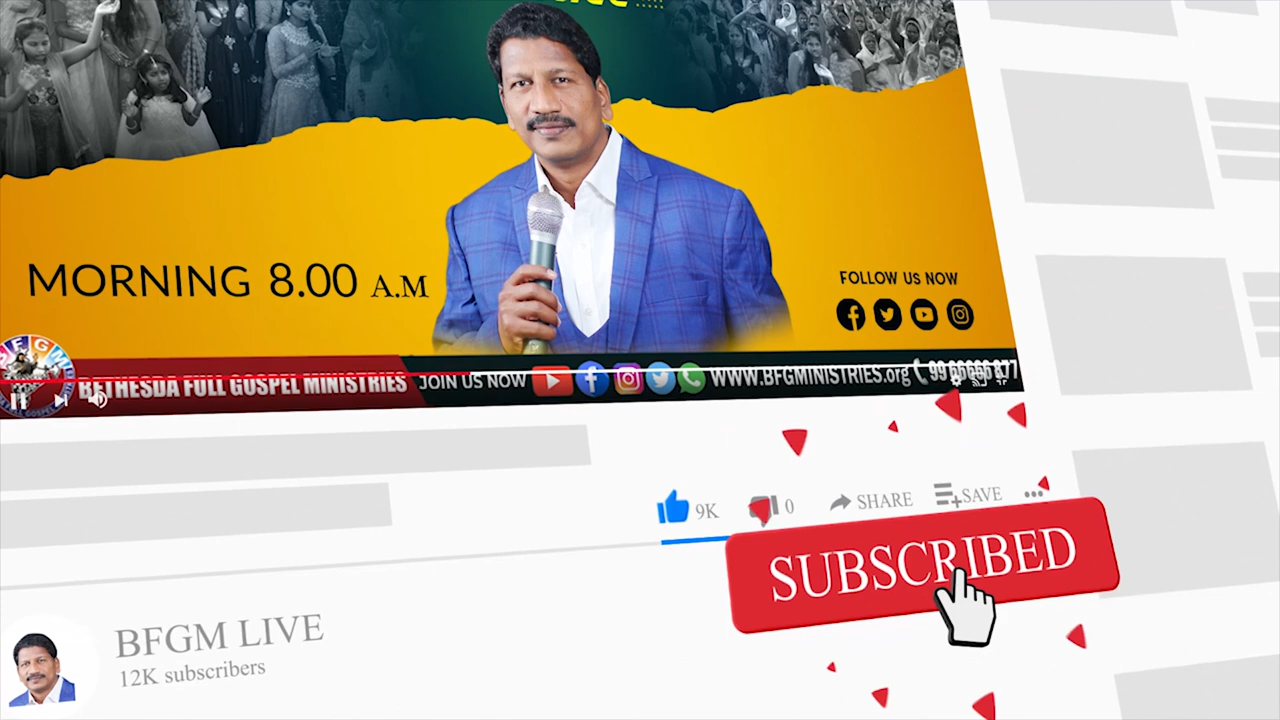 MORNING 8.00 A.M
FOLLOW US NOW
BFGM
BETHESDA FULL GOSPEL MINISTRIES
JOIN US NOW
WWW.BFGMINISTRIES.org
9K
0
SHARE
SAVE
SUBSCRIBED
BFGM LIVE
12K subscribers